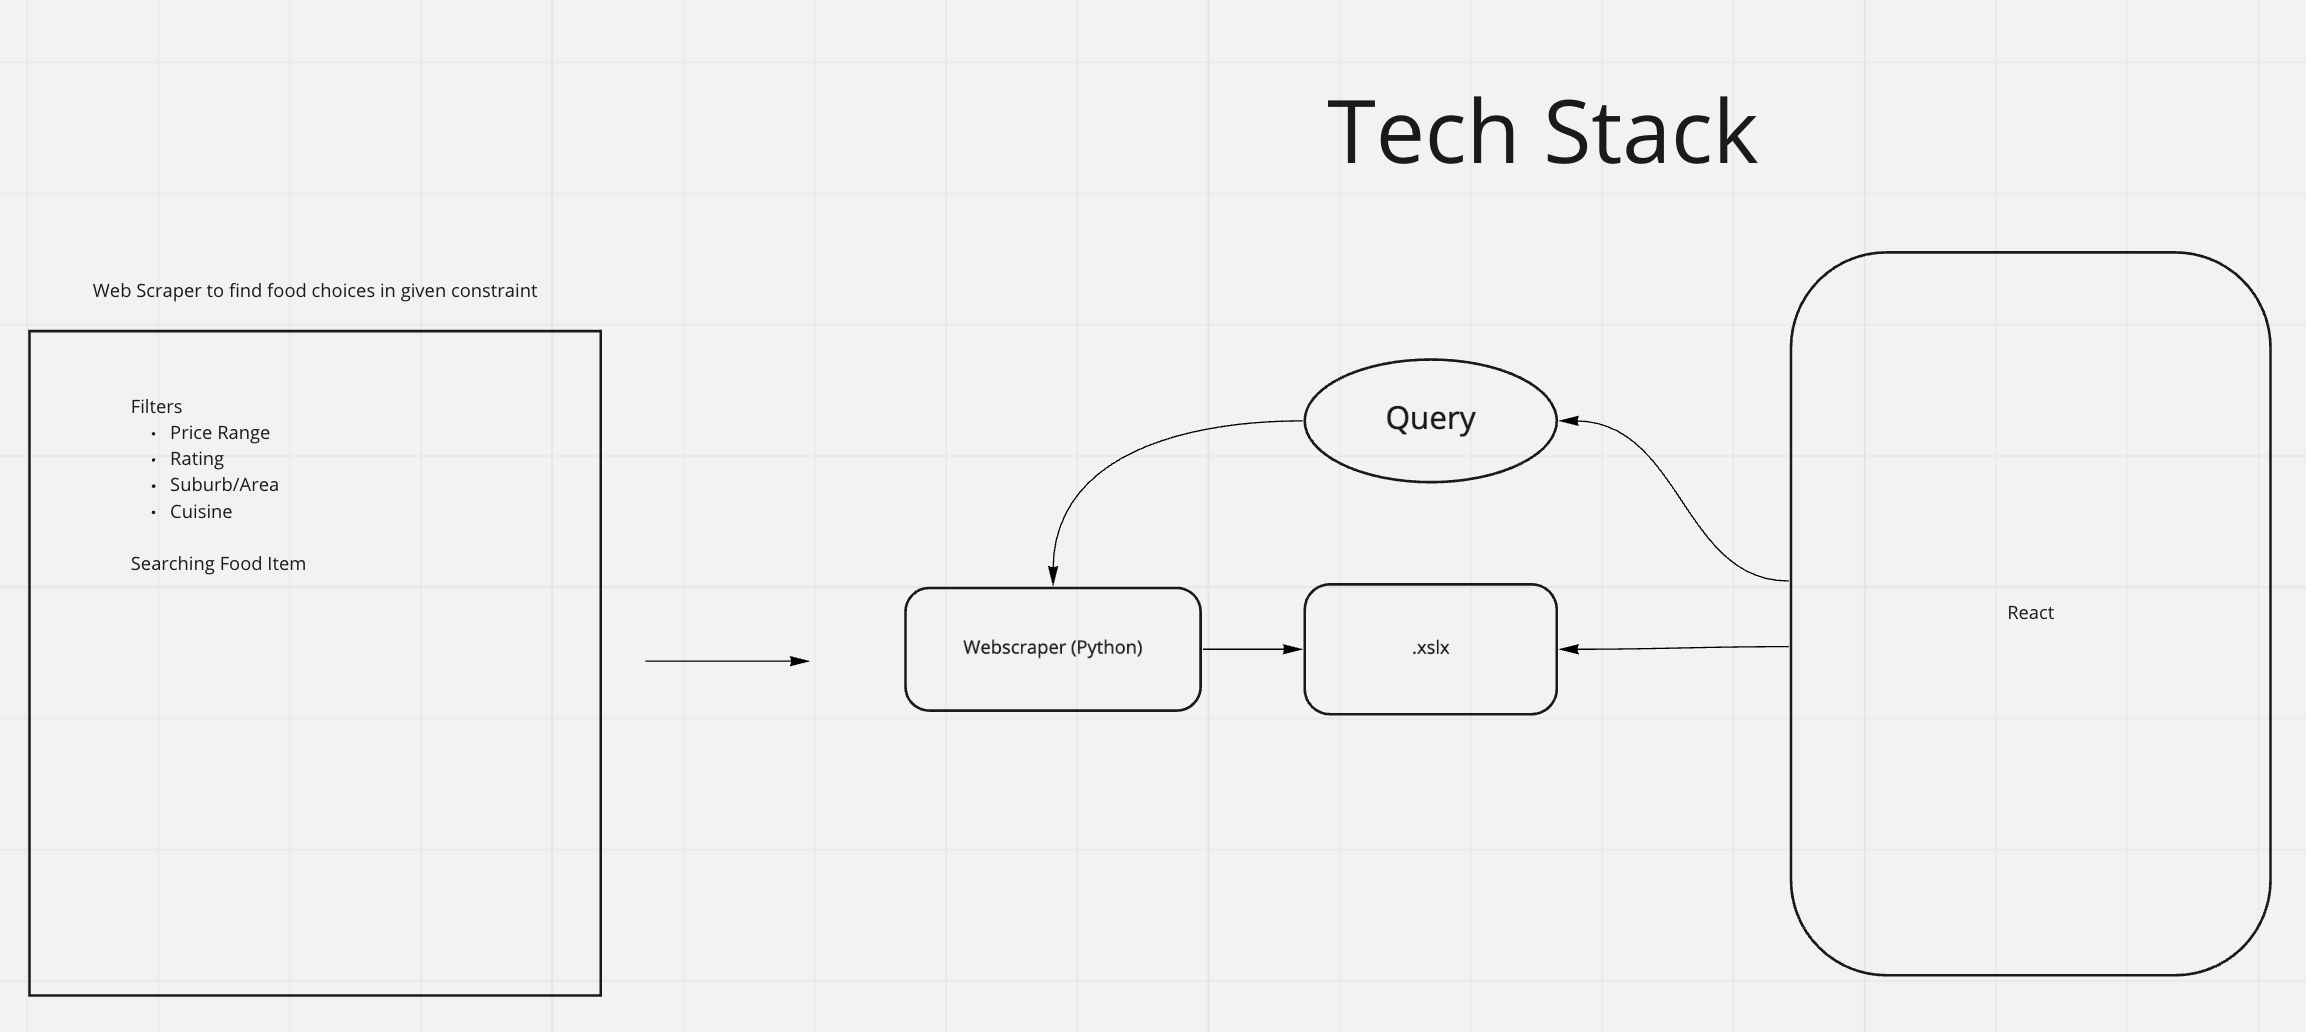 Tech Stack
Web Scraper to find food choices in given constraint
Filters
• Price Range
• Rating
• Suburb/Area
• Cuisine
Searching Food Item
Query
Webscraper (Python)
.xslx
React